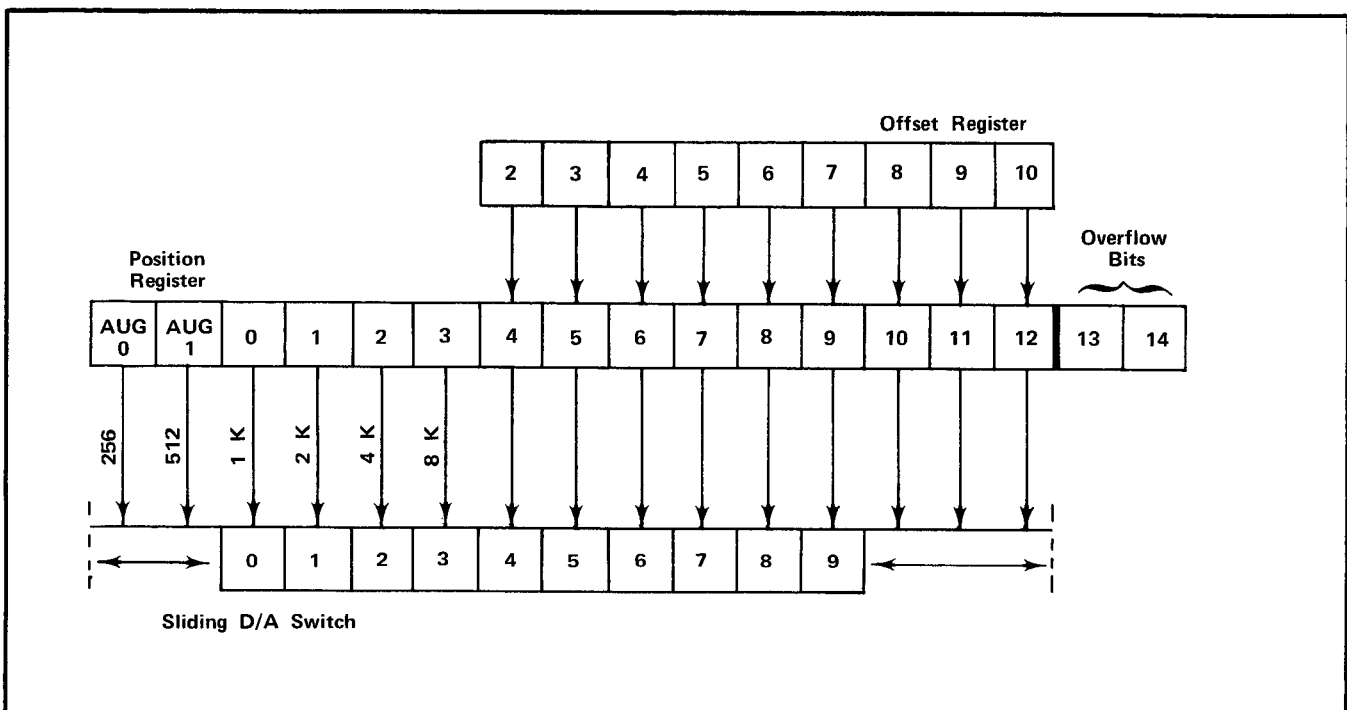 Offset Register
2 3 4 5 6 7 8 9 10
Overflow
Bits
Position
Register
AUG 0 AUG 1 0 1 2 3 4 5 6 7 8 9 10 11 12 13 14
256 512 1 K 2 K 4 K 8 K
0 1 2 3 4 5 6 7 8 9
Sliding D/A Switch